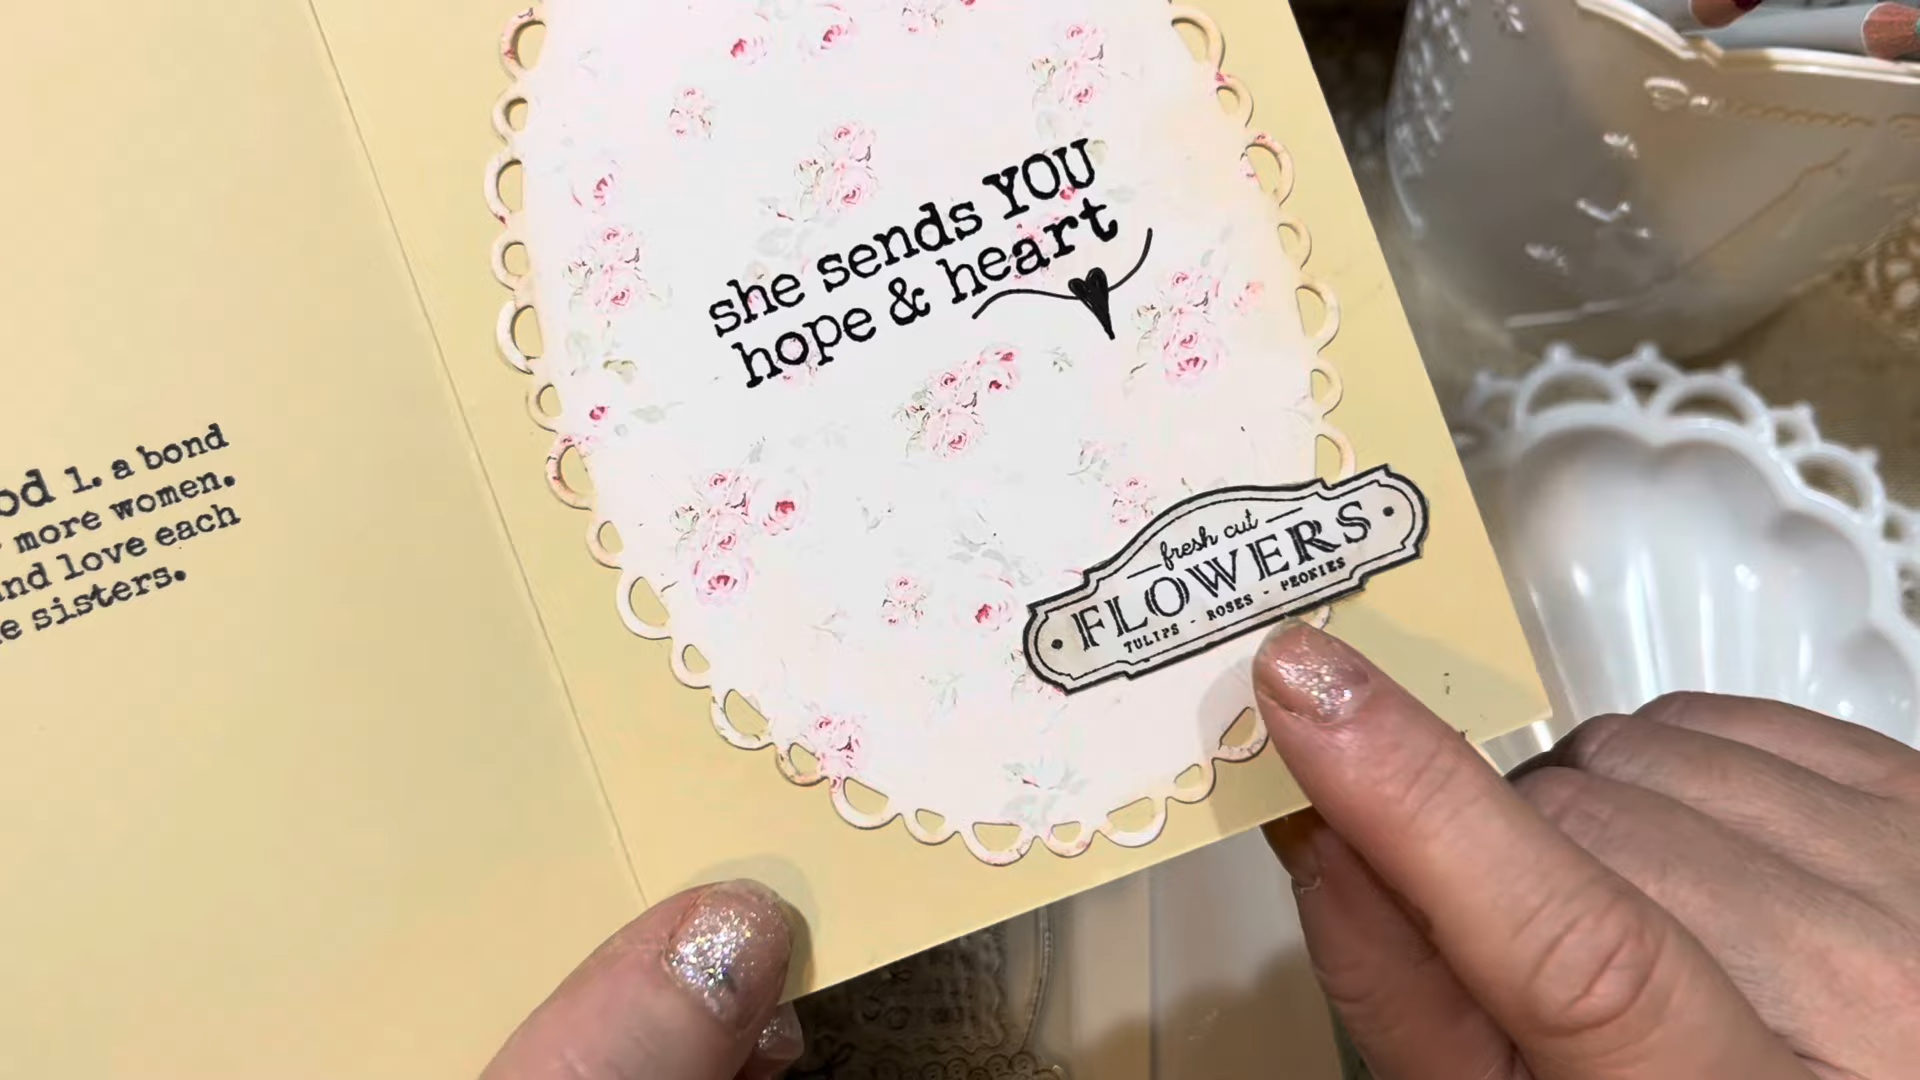 od 1. a bond
more women.
nd love each
e sisters.
she sends YOU
hope & heart
fresh cut
FLOWERS
TULIPS - ROSES - PEONIES